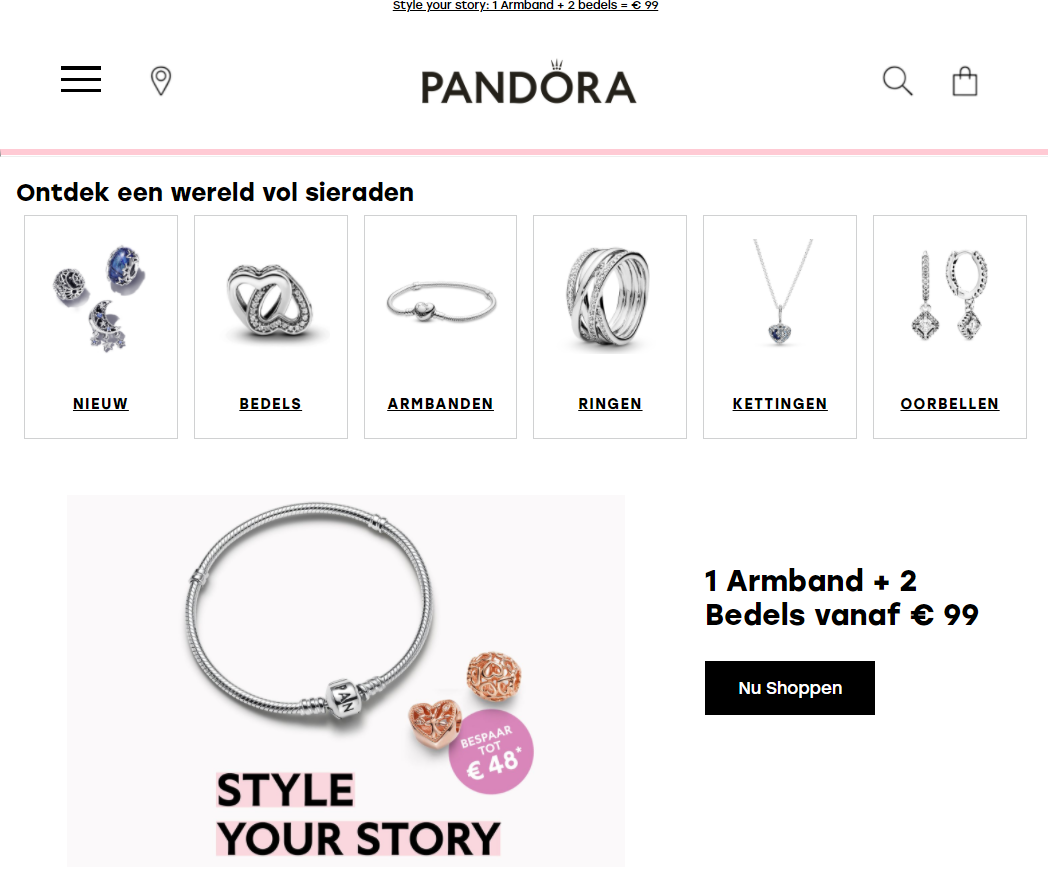 Style your story: 1 Armband + 2 bedels = € 99
PANDORA
Ontdek een wereld vol sieraden
NIEUW
BEDELS
ARMBANDEN
RINGEN
KETTINGEN
OORBELLEN
PAN
BESPAAR
TOT
€ 48*
STYLE
YOUR STORY
1 Armband + 2
Bedels vanaf € 99
Nu Shoppen